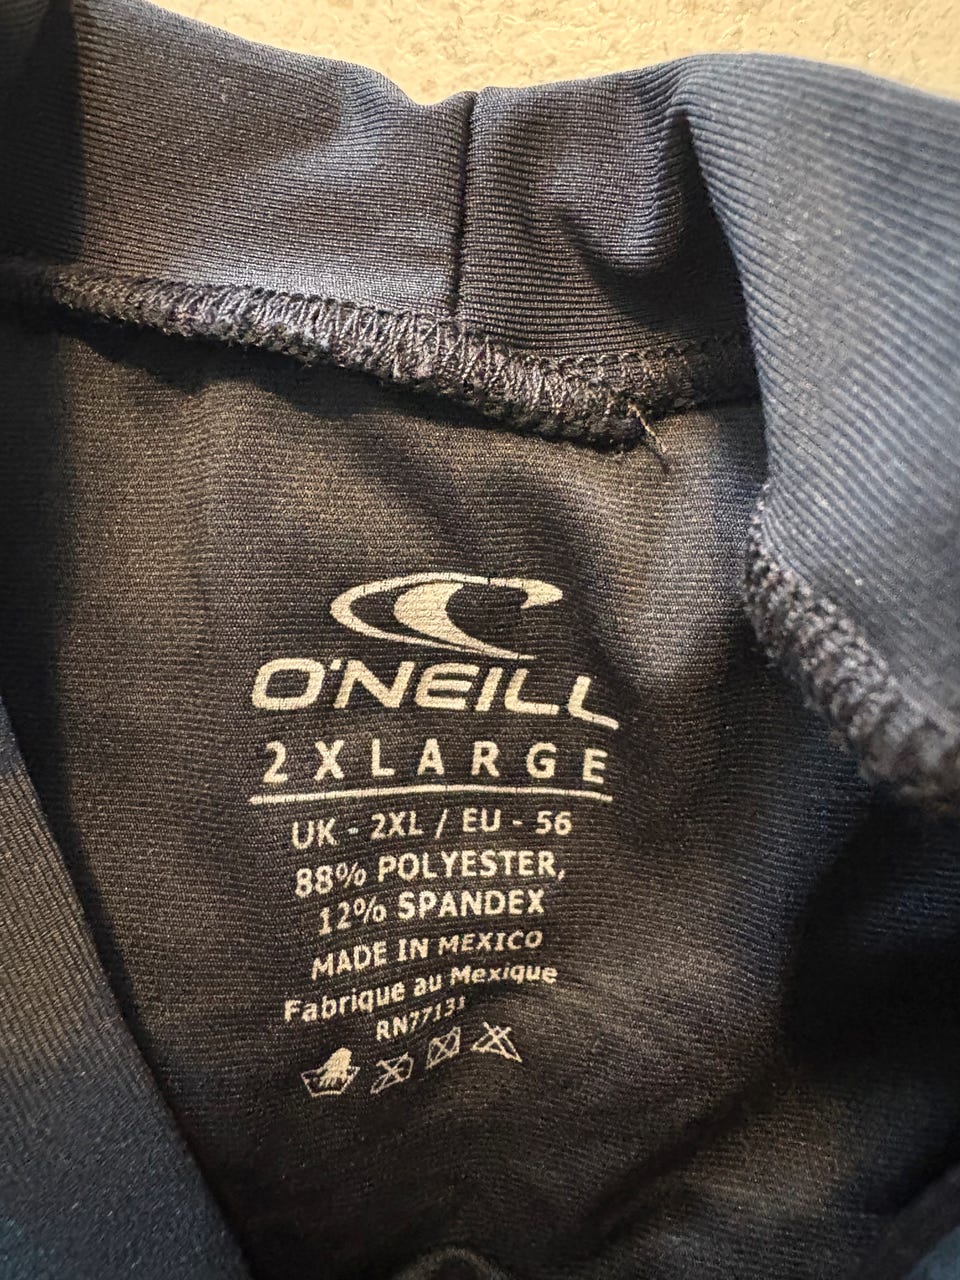 O'NEILL
2XLARGE
UK - 2XL / EU - 56
88% POLYESTER,
12% SPANDEX
MADE IN MEXICO
Fabrique au Mexique
RN77131